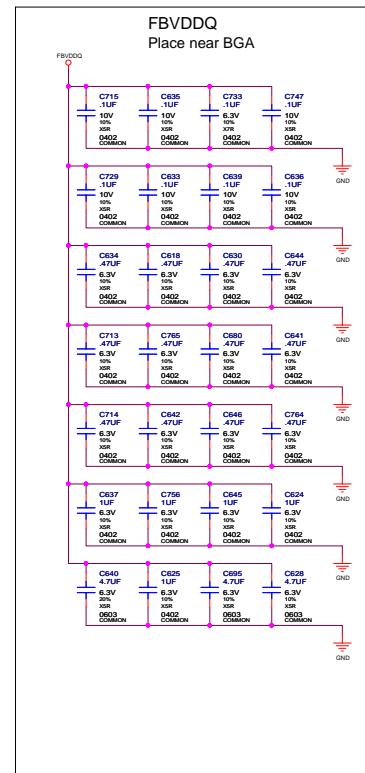 FBVDDQ
Place near BGA
FBVDDQ
C715 C635 C733 C747
.1UF .1UF .1UF .1UF
10V 10V 6.3V 10V
10% 10% 10% 10%
X5R X5R X7R X5R
0402 0402 0402 0402
COMMON COMMON COMMON COMMON
GND
C729 C633 C639 C636
.1UF .1UF .1UF .1UF
10V 10V 10V 10V
10% 10% 10% 10%
X5R X5R X5R X5R
0402 0402 0402 0402
COMMON COMMON COMMON COMMON
GND
C634 C618 C630 C644
.47UF .47UF .47UF .47UF
6.3V 6.3V 6.3V 6.3V
10% 10% 10% 10%
X5R X5R X5R X5R
0402 0402 0402 0402
COMMON COMMON COMMON COMMON
GND
C713 C765 C680 C641
.47UF .47UF .47UF .47UF
6.3V 6.3V 6.3V 6.3V
10% 10% 10% 10%
X5R X5R X5R X5R
0402 0402 0402 0402
COMMON COMMON COMMON COMMON
GND
C714 C642 C646 C764
.47UF .47UF .47UF .47UF
6.3V 6.3V 6.3V 6.3V
10% 10% 10% 10%
X5R X5R X5R X5R
0402 0402 0402 0402
COMMON COMMON COMMON COMMON
GND
C637 C756 C645 C624
1UF 1UF 1UF 1UF
6.3V 6.3V 6.3V 6.3V
10% 10% 10% 10%
X5R X5R X5R X5R
0402 0402 0402 0402
COMMON COMMON COMMON COMMON
GND
C640 C625 C695 C628
4.7UF 1UF 4.7UF 4.7UF
6.3V 6.3V 6.3V 6.3V
20% 10% 10% 10%
X5R X5R X5R X5R
0603 0402 0603 0603
COMMON COMMON COMMON COMMON
GND